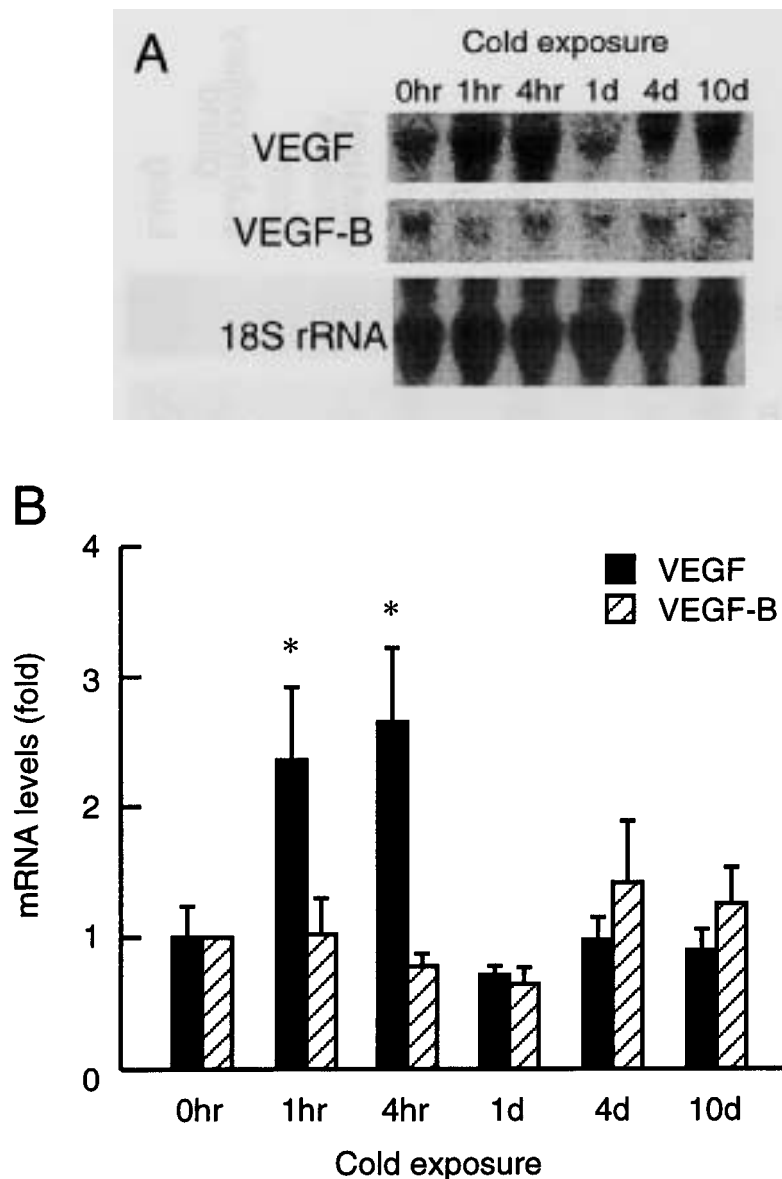 A
Cold exposure
0hr 1hr 4hr 1d 4d 10d
VEGF
VEGF-B
18S rRNA
B
mRNA levels (fold)
4
3
2
1
0
* *
VEGF
VEGF-B
0hr 1hr 4hr 1d 4d 10d
Cold exposure